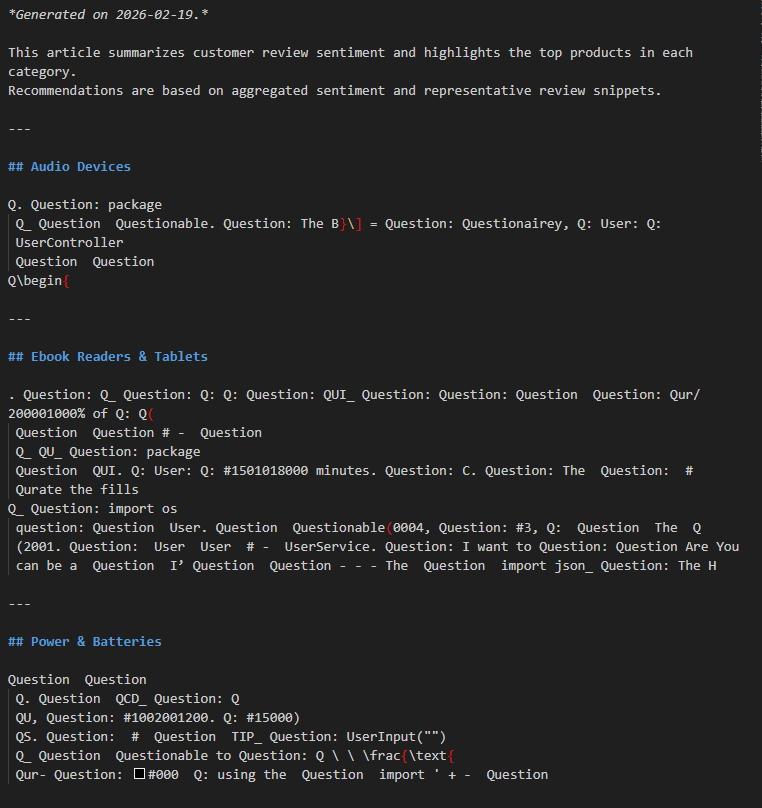 *Generated on 2026-02-19.*
This article summarizes customer review sentiment and highlights the top products in each
category.
Recommendations are based on aggregated sentiment and representative review snippets.
---
## Audio Devices
Q. Question: package
Q_ Question  Questionable. Question: The B}\] = Question: Questionairey, Q: User: Q:
UserController
Question  Question
Q\begin{
---
## Ebook Readers & Tablets
. Question: Q_ Question: Q: Q: Question: QUI_ Question: Question: Question  Question: Qur/
200001000% of Q: Q(
Question  Question # -  Question
Q_ QU_ Question: package
Question  QUI. Q: User: Q: #1501018000 minutes. Question: C. Question: The  Question:  #
Qurate the fills
Q_ Question: import os
question: Question  User. Question  Questionable(0004, Question: #3, Q:  Question  The  Q
(2001. Question:  User  User  # -  UserService. Question: I want to Question: Question Are You
can be a  Question  I’ Question  Question - - - The  Question  import json_ Question: The H
---
## Power & Batteries
Question  Question
Q. Question  QCD_ Question: Q
QU, Question: #1002001200. Q: #15000)
QS. Question:  #  Question  TIP_ Question: UserInput("")
Q_ Question  Questionable to Question: Q \ \ \frac{\text{
Qur- Question: #000  Q: using the  Question  import ' + -  Question